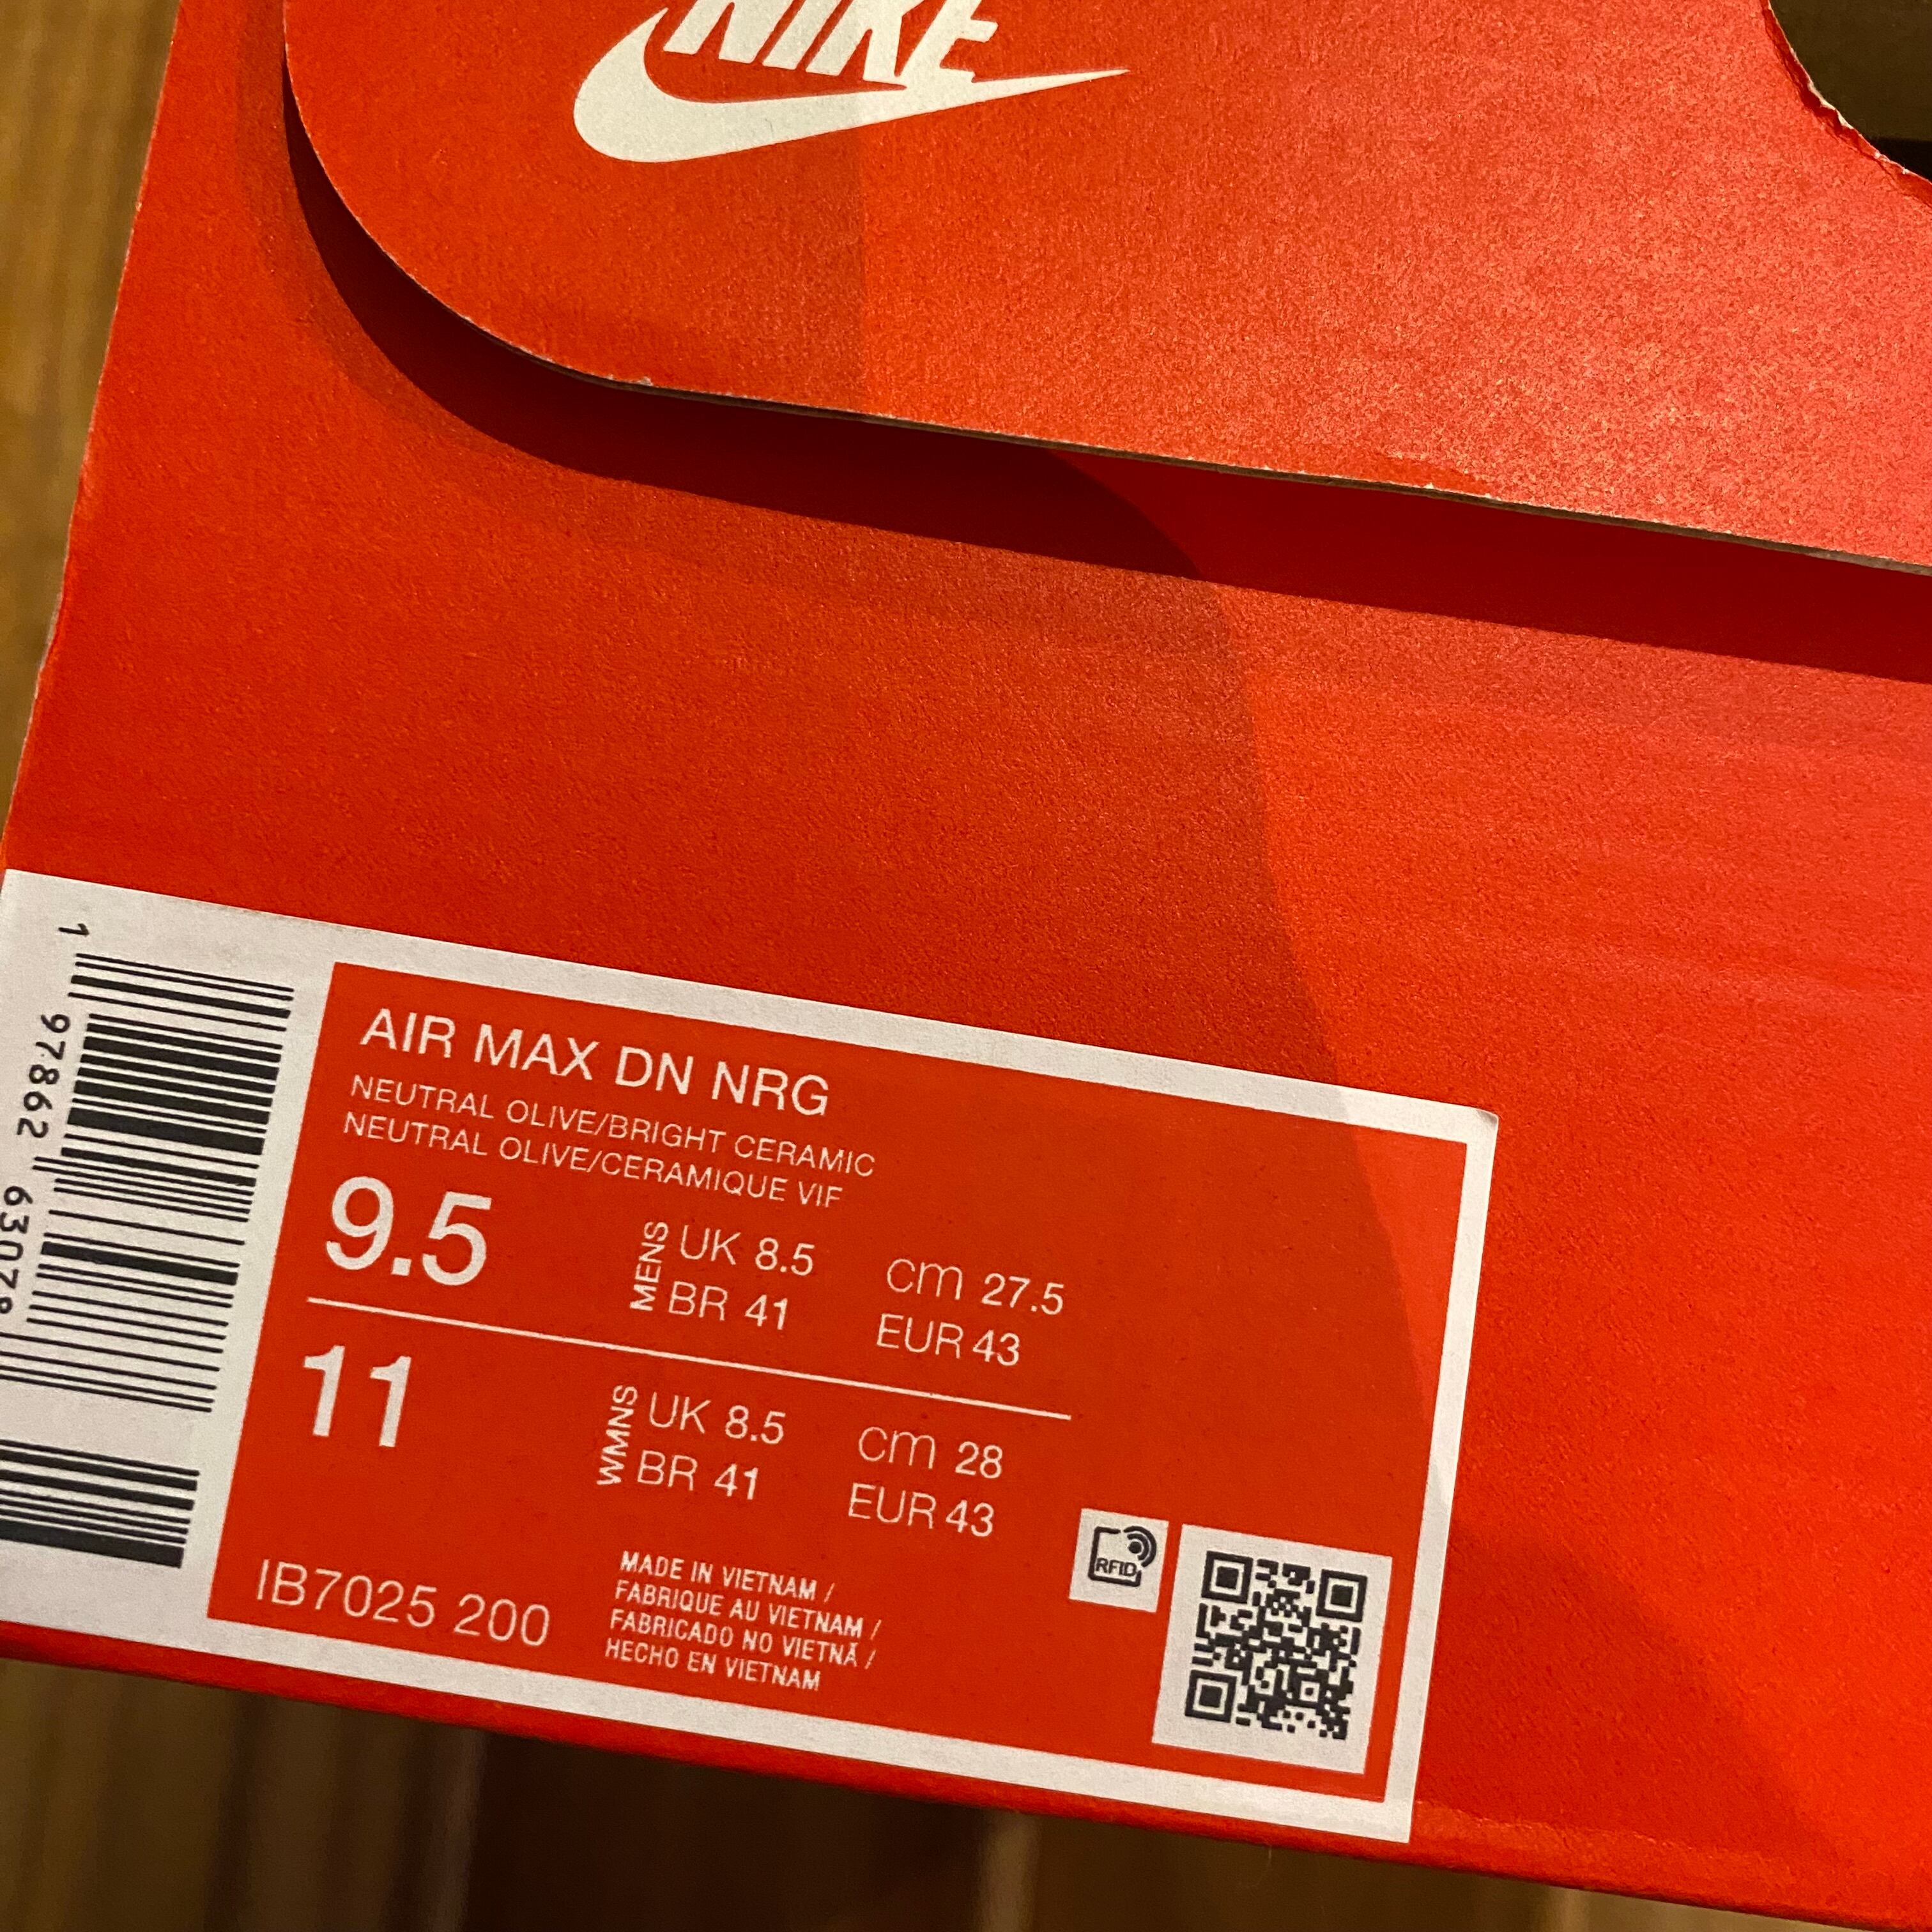 NIKE
AIR MAX DN NRG
NEUTRAL OLIVE/BRIGHT CERAMIC
NEUTRAL OLIVE/CERAMIQUE VIF
9.5
MENS
UK 8.5
cm 27.5
BR 41
EUR 43
11
WMNS
UK 8.5
cm 28
BR 41
EUR 43
IB7025 200
MADE IN VIETNAM /
FABRIQUE AU VIETNAM /
FABRICADO NO VIETNÃ /
HECHO EN VIETNAM
RFID
1 97862 63078